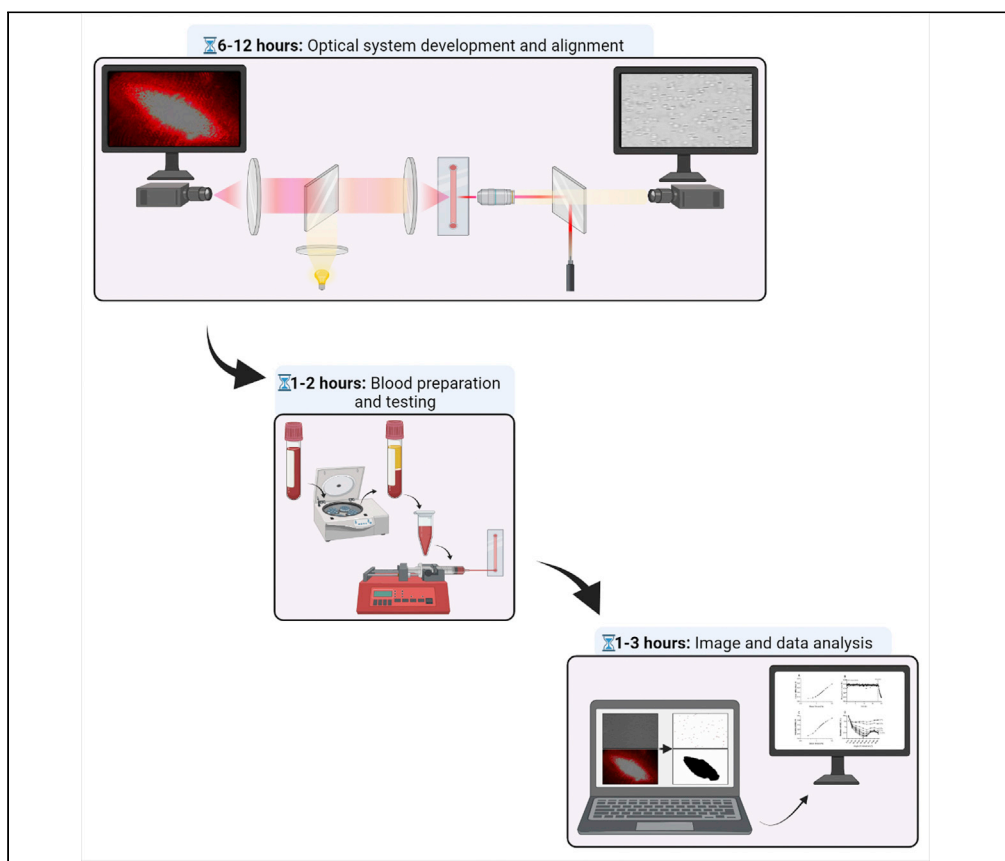 6-12 hours: Optical system development and alignment
1-2 hours: Blood preparation
and testing
1-3 hours: Image and data analysis